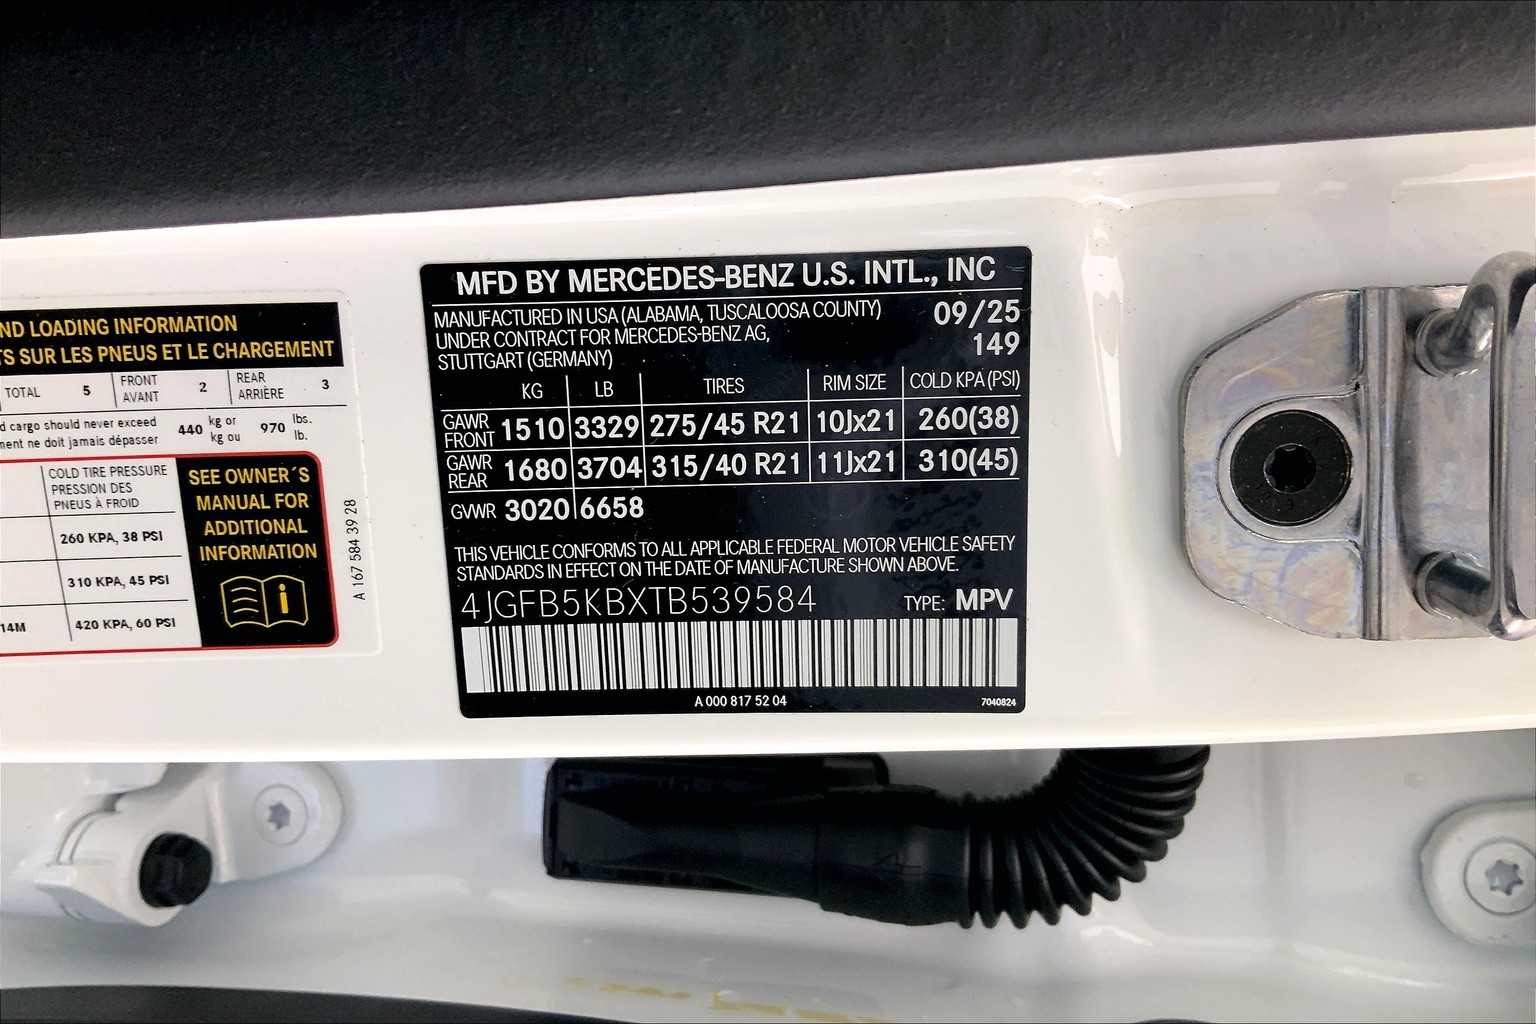 ND LOADING INFORMATION
TS SUR LES PNEUS ET LE CHARGEMENT
TOTAL 5 FRONT AVANT 2 REAR ARRIÈRE 3
d cargo should never exceed
ment ne doit jamais dépasser
440 kg or kg ou 970 lbs. lb.
COLD TIRE PRESSURE
PRESSION DES
PNEUS À FROID
260 KPA, 38 PSI
310 KPA, 45 PSI
14M 420 KPA, 60 PSI
SEE OWNER´S
MANUAL FOR
ADDITIONAL
INFORMATION
A 167 584 39 28
MFD BY MERCEDES-BENZ U.S. INTL., INC
MANUFACTURED IN USA (ALABAMA, TUSCALOOSA COUNTY) 09/25
UNDER CONTRACT FOR MERCEDES-BENZ AG, 149
STUTTGART (GERMANY)
KG LB TIRES RIM SIZE COLD KPA (PSI)
GAWR FRONT 1510 3329 275/45 R21 10Jx21 260(38)
GAWR REAR 1680 3704 315/40 R21 11Jx21 310(45)
GVWR 3020 6658
THIS VEHICLE CONFORMS TO ALL APPLICABLE FEDERAL MOTOR VEHICLE SAFETY
STANDARDS IN EFFECT ON THE DATE OF MANUFACTURE SHOWN ABOVE.
4JGFB5KBXTB539584 TYPE: MPV
A 000 817 52 04 7040824